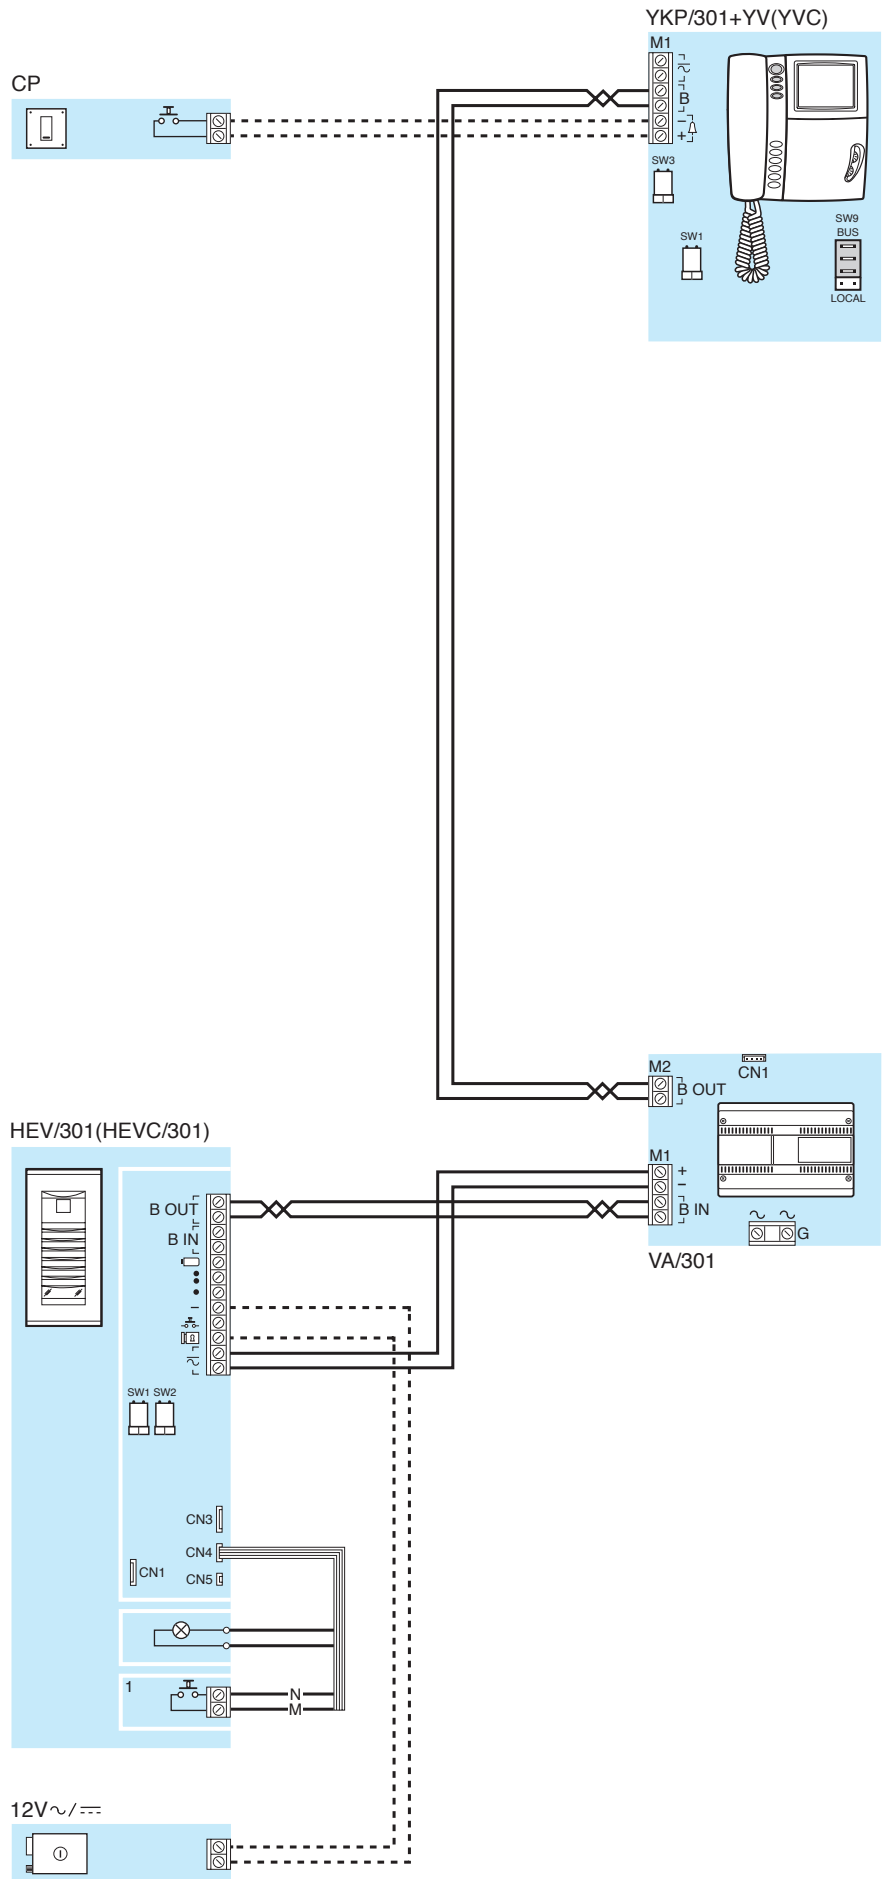 YKP/301+YV(YVC)
M1
B
−
+
SW3
SW1
SW9
BUS
LOCAL
CP
M2
B OUT
CN1
M1
+
−
B IN
G
VA/301
HEV/301(HEVC/301)
B OUT
B IN
−
SW1 SW2
CN3
CN4
CN1
CN5
1
N
M
12V~/⎓